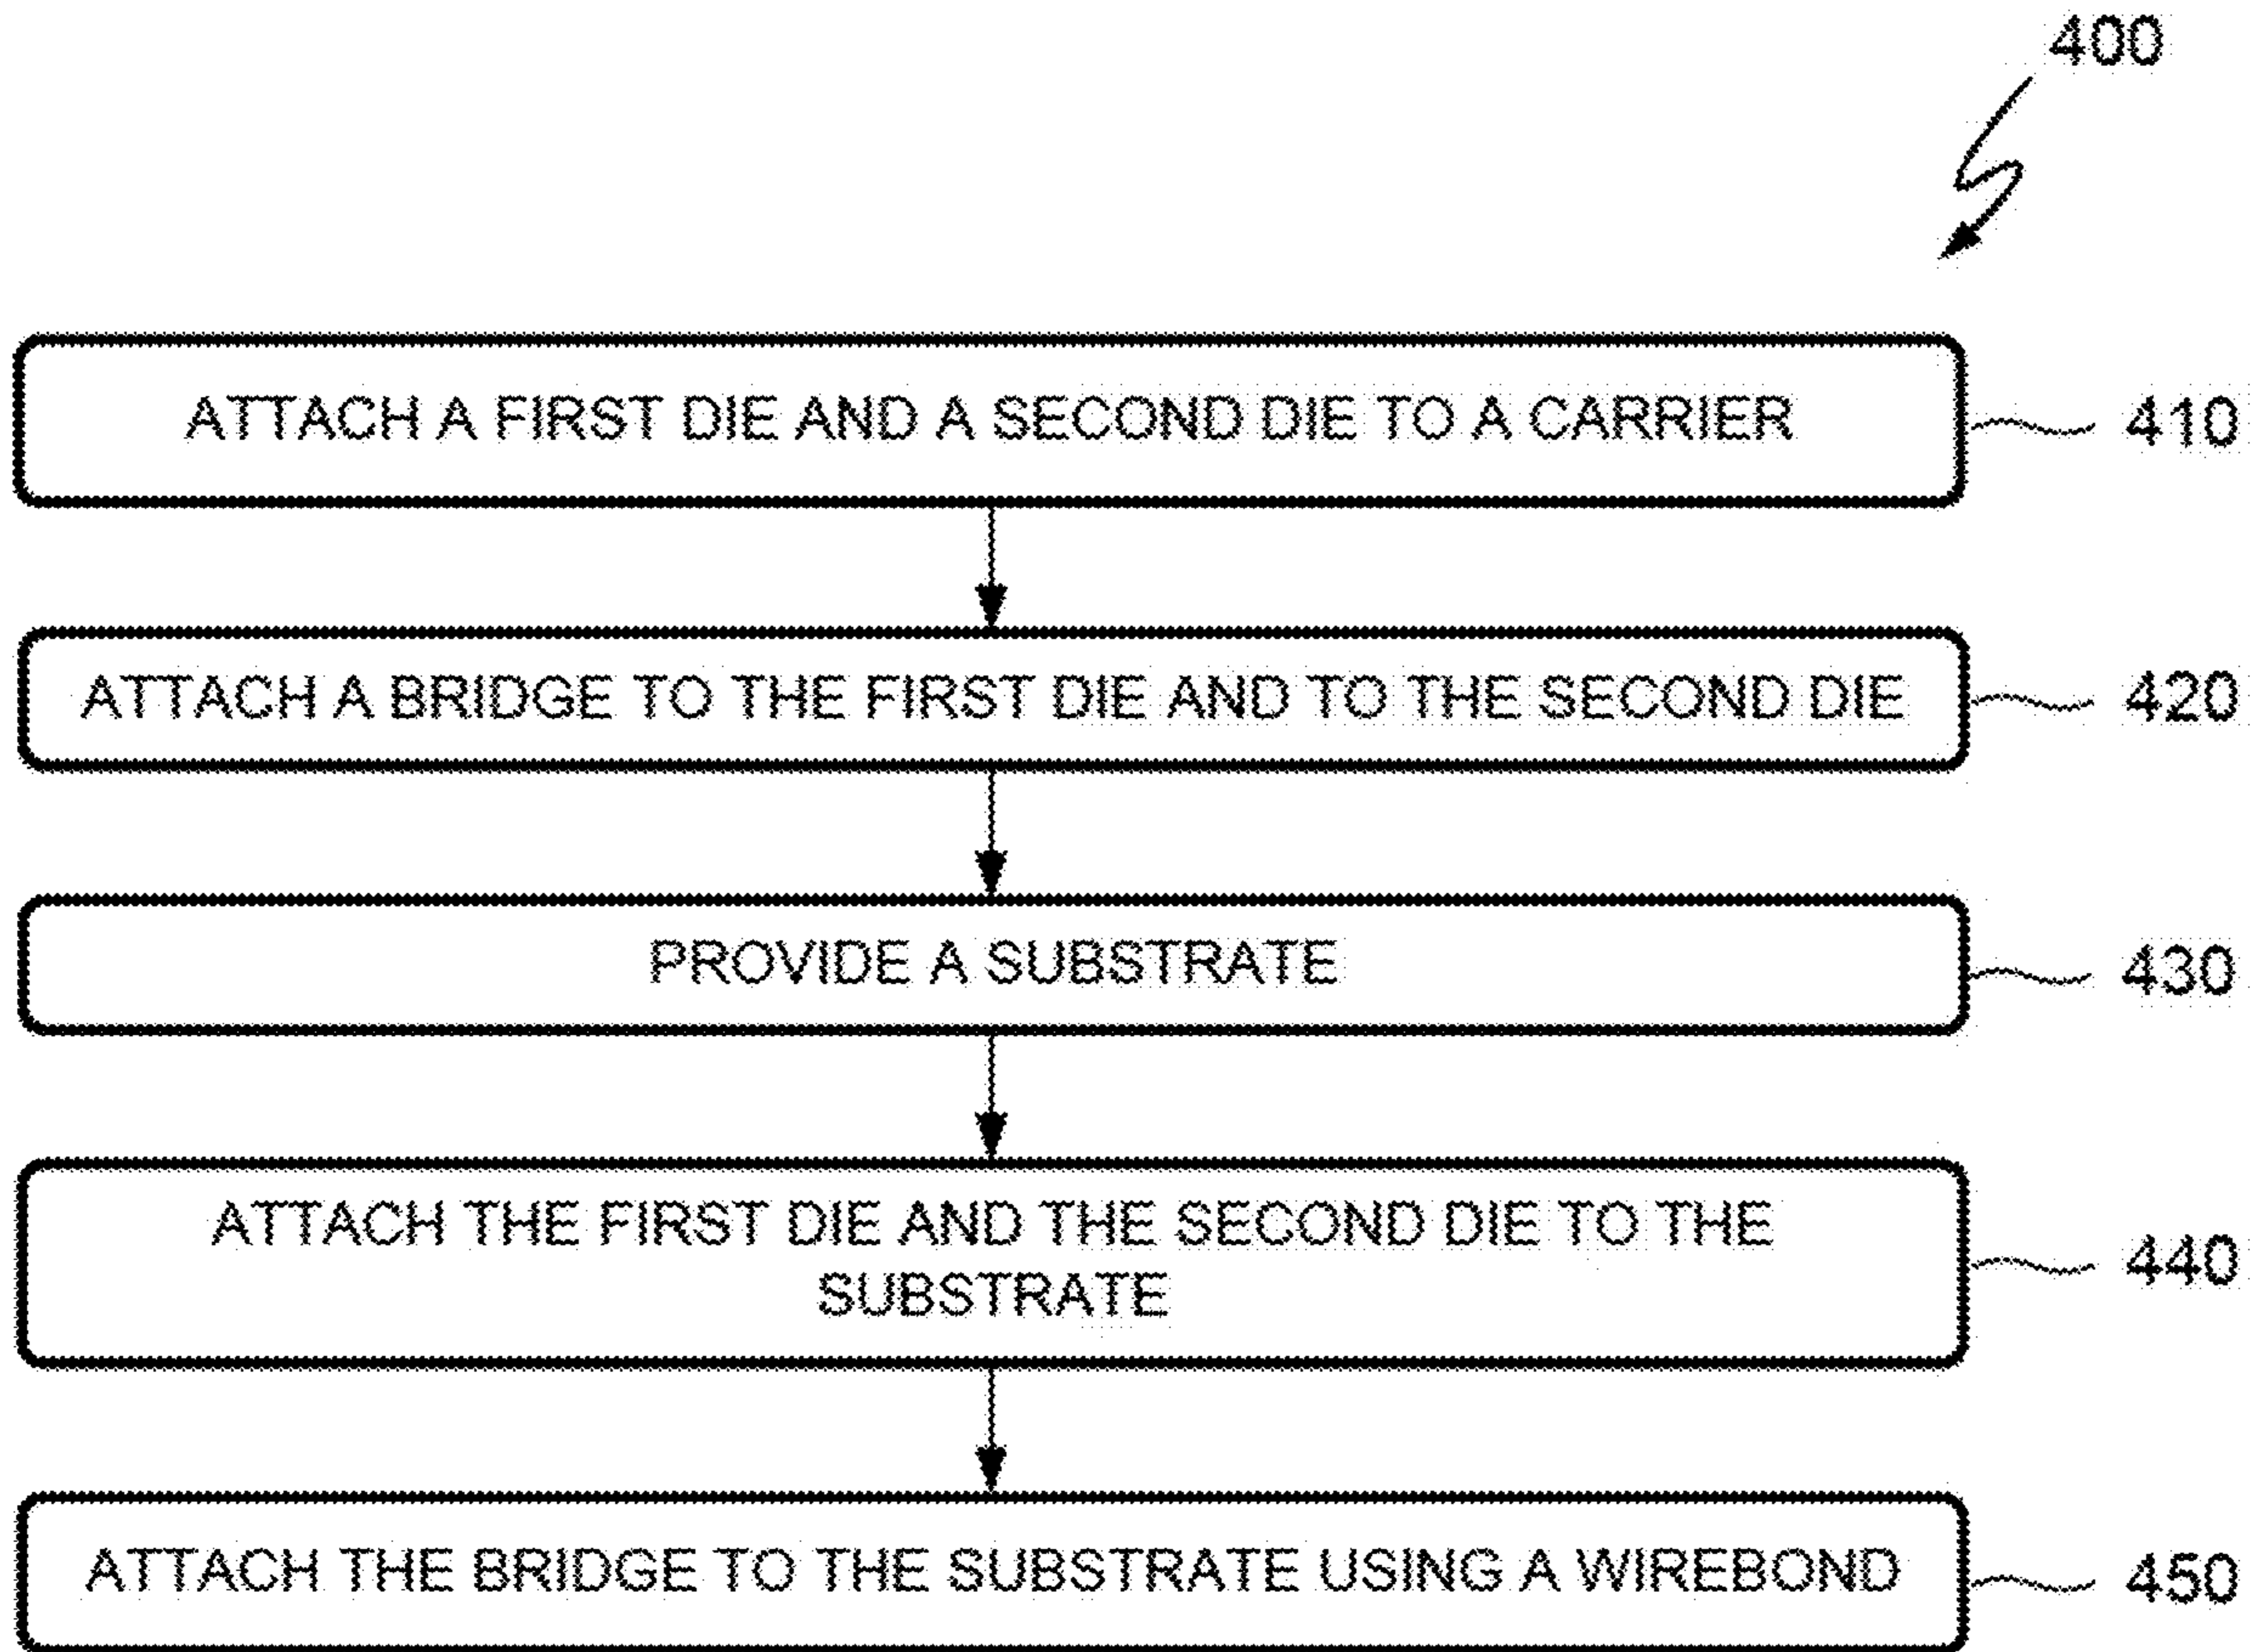 400
ATTACH A FIRST DIE AND A SECOND DIE TO A CARRIER
410
ATTACH A BRIDGE TO THE FIRST DIE AND TO THE SECOND DIE
420
PROVIDE A SUBSTRATE
430
ATTACH THE FIRST DIE AND THE SECOND DIE TO THE
SUBSTRATE
440
ATTACH THE BRIDGE TO THE SUBSTRATE USING A WIREBOND
450